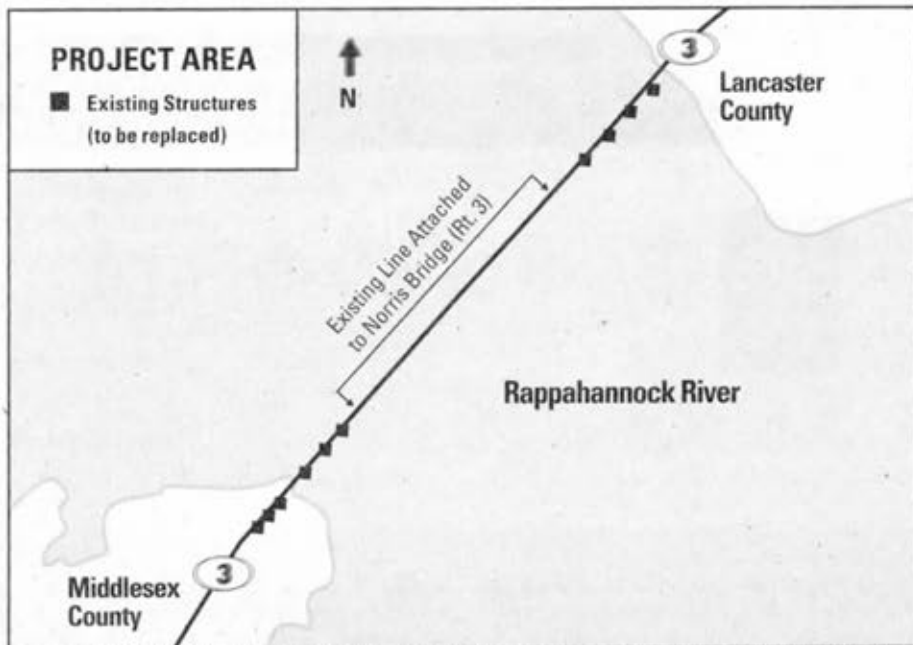 PROJECT AREA
Existing Structures
(to be replaced)
N
3
Lancaster
County
Existing Line Attached
to Norris Bridge (Rt. 3)
Rappahannock River
3
Middlesex
County